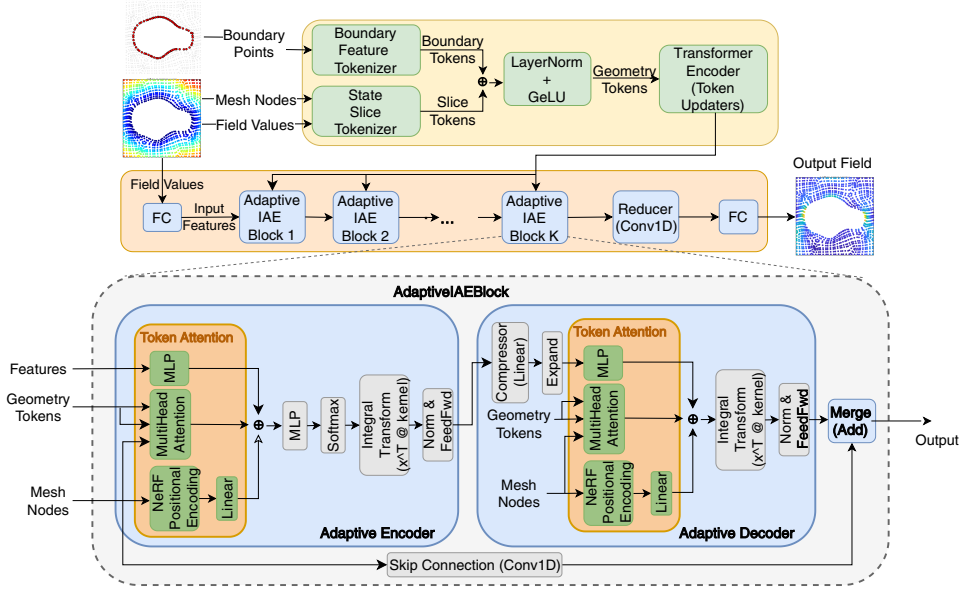 Boundary
Points
Boundary
Feature
Tokenizer
Boundary
Tokens
Mesh Nodes
Field Values
State
Slice
Tokenizer
Slice
Tokens
⊕
LayerNorm
+
GeLU
Geometry
Tokens
Transformer
Encoder
(Token
Updaters)
Output Field
Field Values
FC
Input
Features
Adaptive
IAE
Block 1
Adaptive
IAE
Block 2
...
Adaptive
IAE
Block K
Reducer
(Conv1D)
FC
AdaptiveIAEBlock
Features
Geometry
Tokens
Mesh
Nodes
Token Attention
MLP
MultiHead
Attention
NeRF
Positional
Encoding
Linear
⊕
MLP
Softmax
Integral
Transform
(x^T @ kernel)
Norm &
FeedFwd
Adaptive Encoder
Compressor
(Linear)
Expand
Geometry
Tokens
Mesh
Nodes
Token Attention
MLP
MultiHead
Attention
NeRF
Positional
Encoding
Linear
⊕
Integral
Transform
(x^T @ kernel)
Norm &
FeedFwd
Adaptive Decoder
Merge
(Add)
Output
Skip Connection (Conv1D)